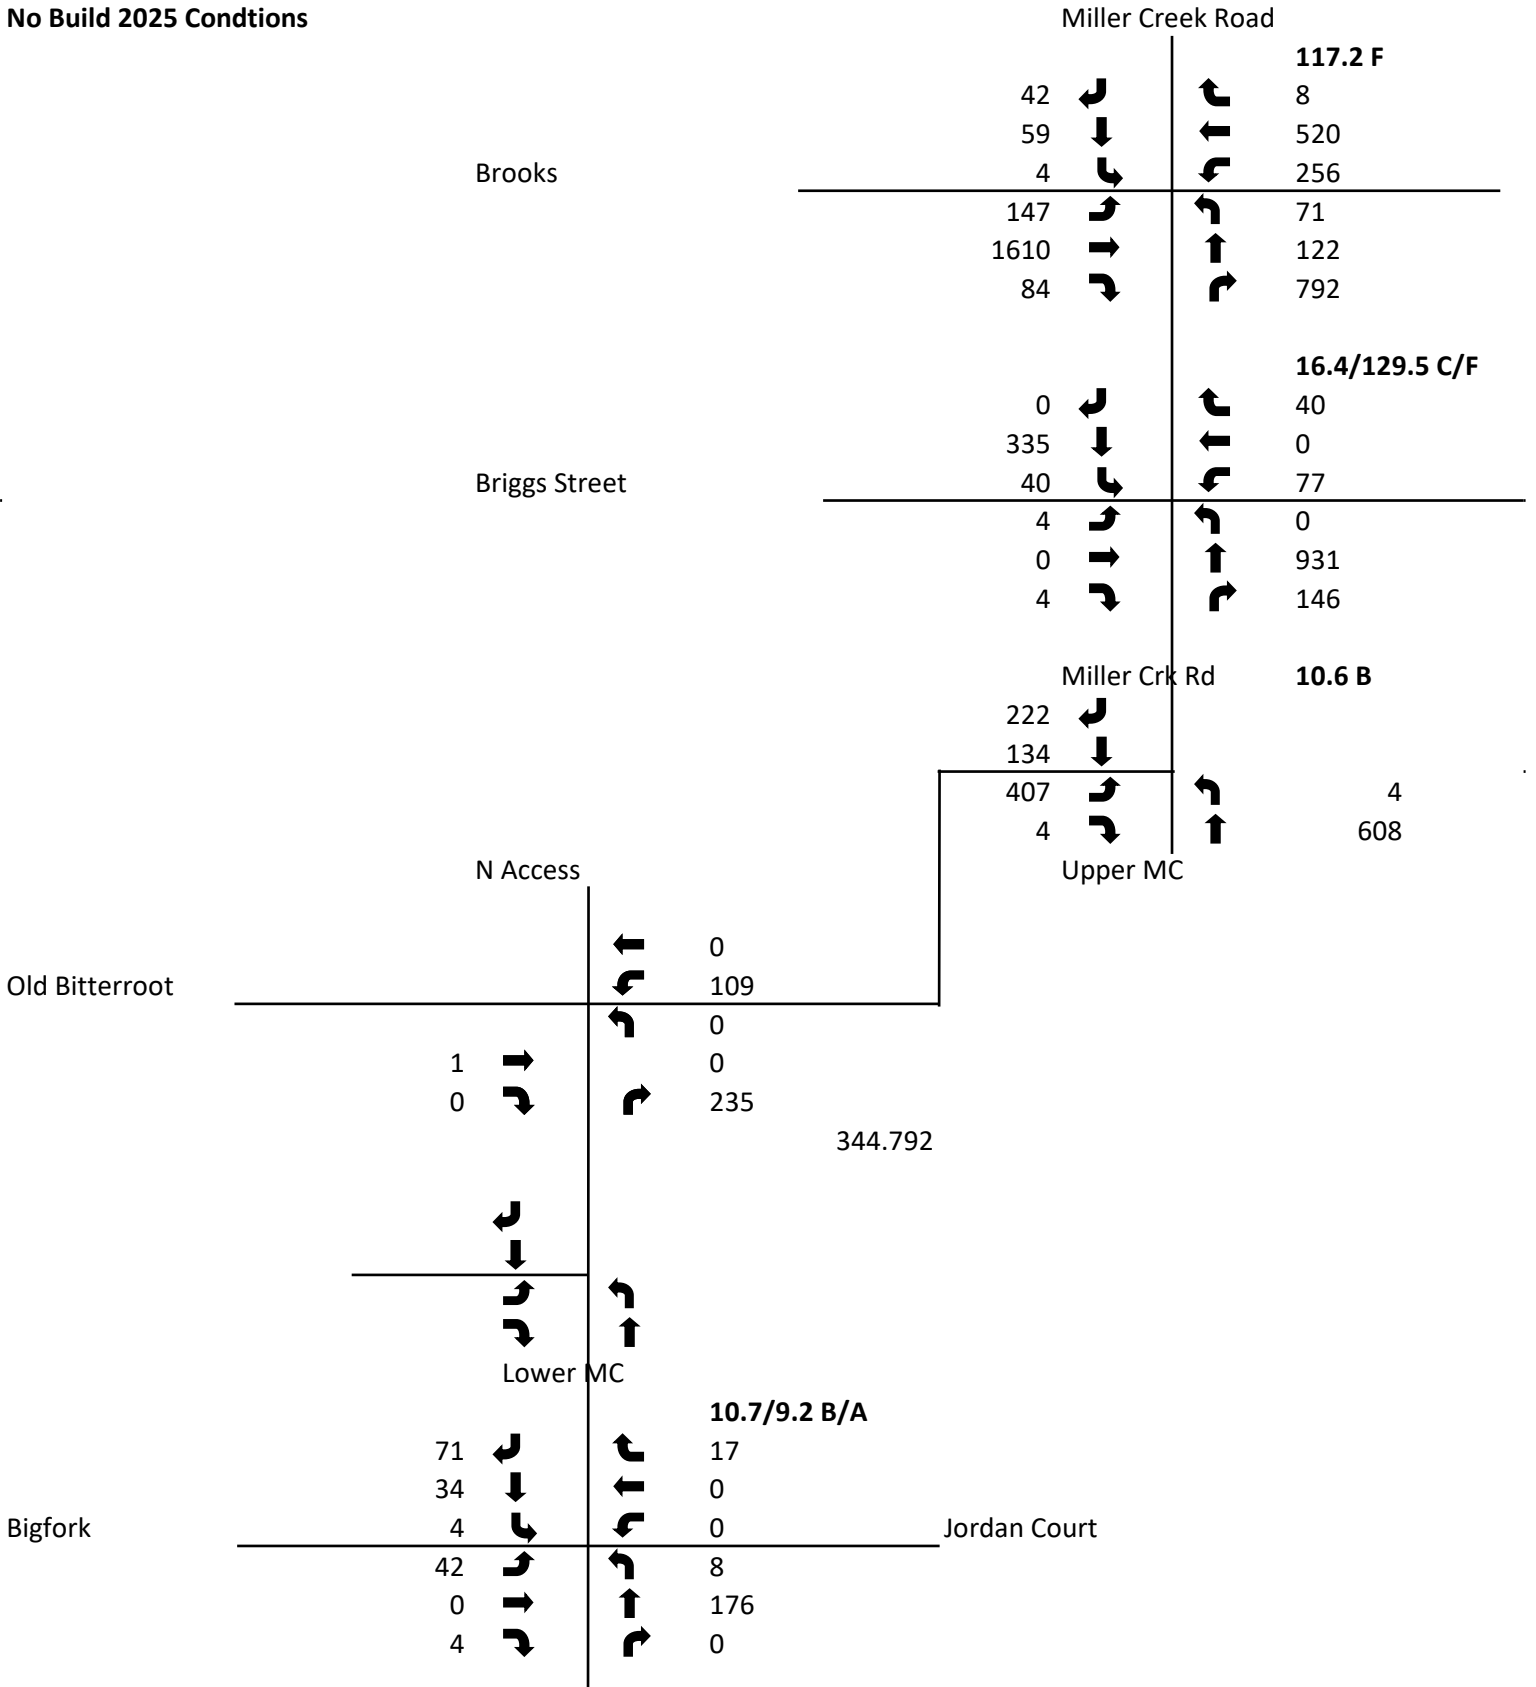 No Build 2025 Condtions Miller Creek Road
117.2 F
42 8
59 520
Brooks 4 256
147 71
1610 122
84 792
16.4/129.5 C/F
0 40
335 0
Briggs Street 40 77
4 0
0 931
4 146
Miller Crk Rd 10.6 B
222
134
407 4
4 608
N Access Upper MC
0
Old Bitterroot 109
0
1 0
0 235
344.792
Lower MC
10.7/9.2 B/A
71 17
34 0
Bigfork 4 0 Jordan Court
42 8
0 176
4 0